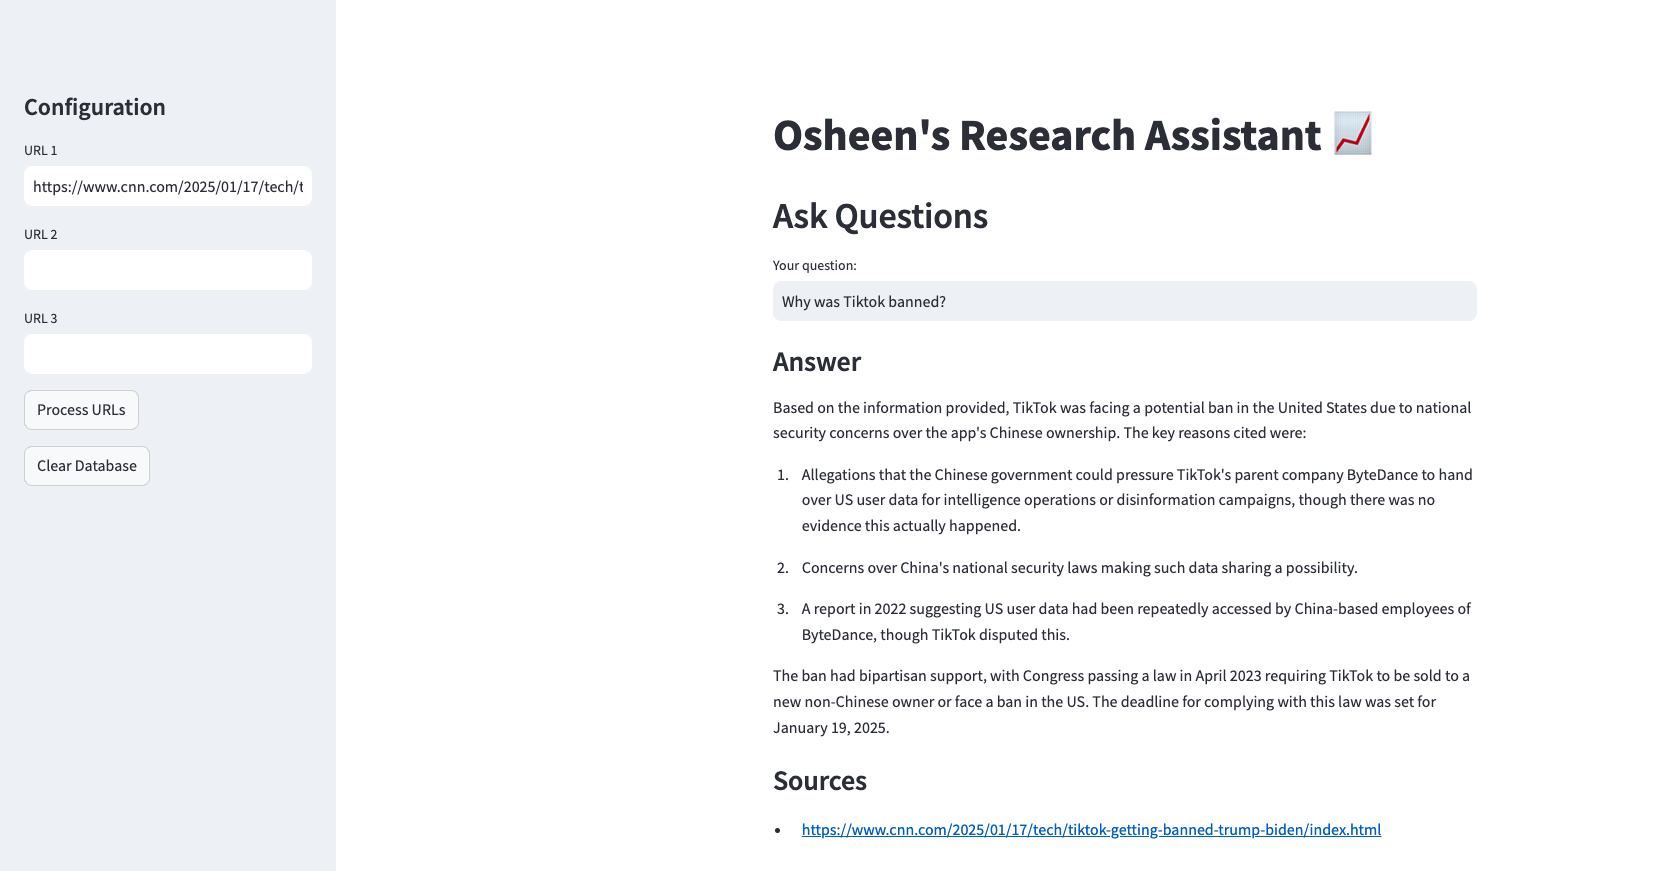 Configuration
URL 1
https://www.cnn.com/2025/01/17/tech/t
URL 2
URL 3
Process URLs
Clear Database
Osheen's Research Assistant 📈
Ask Questions
Your question:
Why was Tiktok banned?
Answer
Based on the information provided, TikTok was facing a potential ban in the United States due to national
security concerns over the app's Chinese ownership. The key reasons cited were:
1. Allegations that the Chinese government could pressure TikTok's parent company ByteDance to hand
over US user data for intelligence operations or disinformation campaigns, though there was no
evidence this actually happened.
2. Concerns over China's national security laws making such data sharing a possibility.
3. A report in 2022 suggesting US user data had been repeatedly accessed by China-based employees of
ByteDance, though TikTok disputed this.
The ban had bipartisan support, with Congress passing a law in April 2023 requiring TikTok to be sold to a
new non-Chinese owner or face a ban in the US. The deadline for complying with this law was set for
January 19, 2025.
Sources
• https://www.cnn.com/2025/01/17/tech/tiktok-getting-banned-trump-biden/index.html